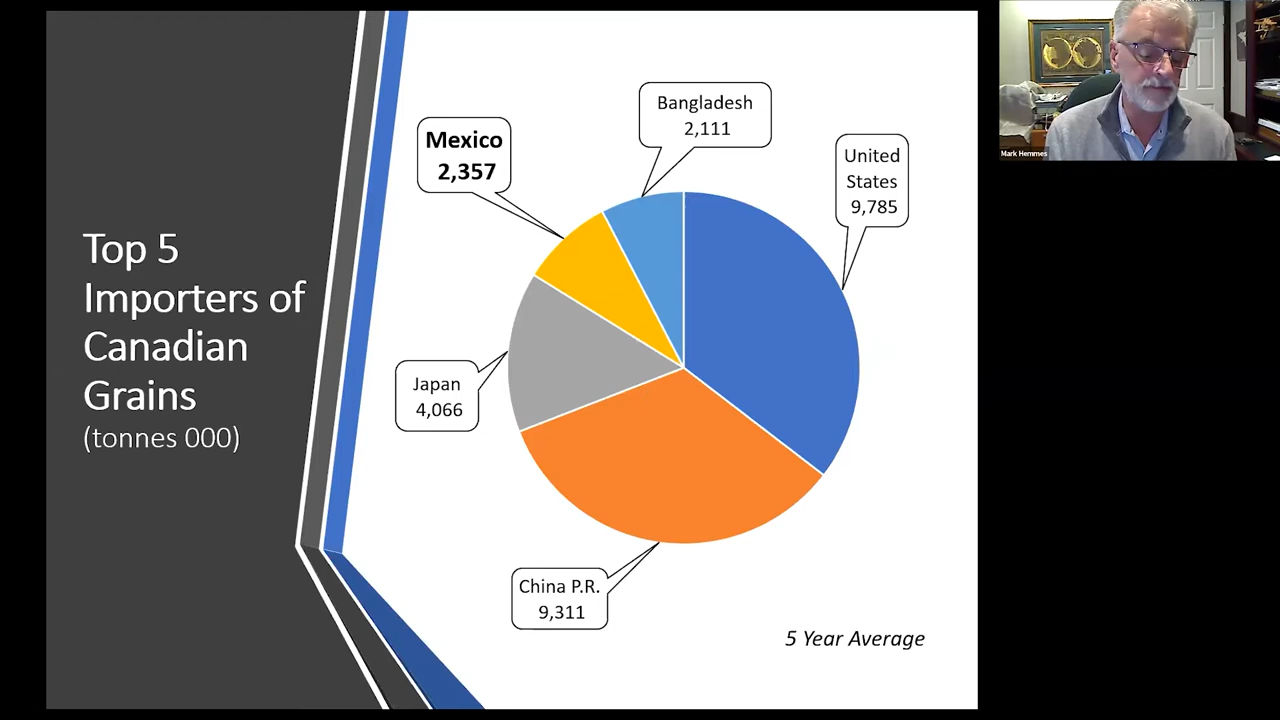 Top 5
Importers of
Canadian
Grains
(tonnes 000)
Bangladesh
2,111
Mexico
2,357
United
States
9,785
Japan
4,066
China P.R.
9,311
5 Year Average
Mark Hemmes